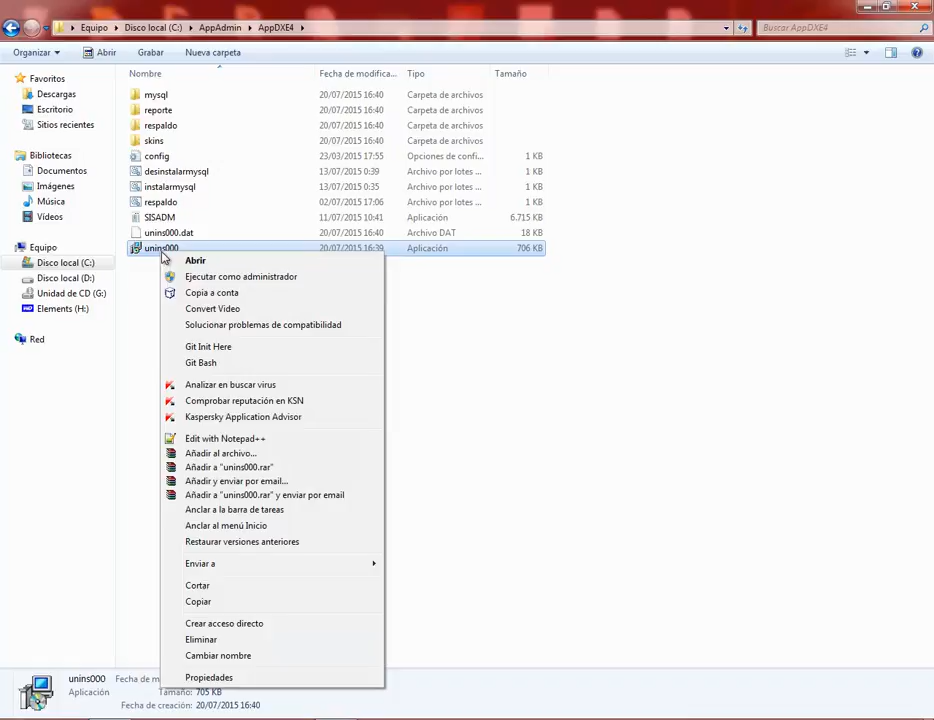 Equipo ▸ Disco local (C:) ▸ AppAdmin ▸ AppDXE4 ▸
Buscar AppDXE4
Organizar ▾ Abrir Grabar Nueva carpeta
Favoritos
Descargas
Escritorio
Sitios recientes
Bibliotecas
Documentos
Imágenes
Música
Vídeos
Equipo
Disco local (C:)
Disco local (D:)
Unidad de CD (G:)
Elements (H:)
Red
Nombre Fecha de modifica... Tipo Tamaño
mysql 20/07/2015 16:40 Carpeta de archivos
reporte 20/07/2015 16:40 Carpeta de archivos
respaldo 20/07/2015 16:40 Carpeta de archivos
skins 20/07/2015 16:40 Carpeta de archivos
config 23/03/2015 17:55 Opciones de confi... 1 KB
desinstalarmysql 13/07/2015 0:39 Archivo por lotes ... 1 KB
instalarmysql 13/07/2015 0:35 Archivo por lotes ... 1 KB
respaldo 02/07/2015 17:06 Archivo por lotes ... 1 KB
SISADM 11/07/2015 10:41 Aplicación 6.715 KB
unins000.dat 20/07/2015 16:40 Archivo DAT 18 KB
unins000 20/07/2015 16:39 Aplicación 706 KB
Abrir
Ejecutar como administrador
Copia a conta
Convert Video
Solucionar problemas de compatibilidad
Git Init Here
Git Bash
Analizar en buscar virus
Comprobar reputación en KSN
Kaspersky Application Advisor
Edit with Notepad++
Añadir al archivo...
Añadir a "unins000.rar"
Añadir y enviar por email...
Añadir a "unins000.rar" y enviar por email
Anclar a la barra de tareas
Anclar al menú Inicio
Restaurar versiones anteriores
Enviar a
Cortar
Copiar
Crear acceso directo
Eliminar
Cambiar nombre
Propiedades
unins000 Fecha de m
Aplicación Tamaño: 705 KB
Fecha de creación: 20/07/2015 16:40